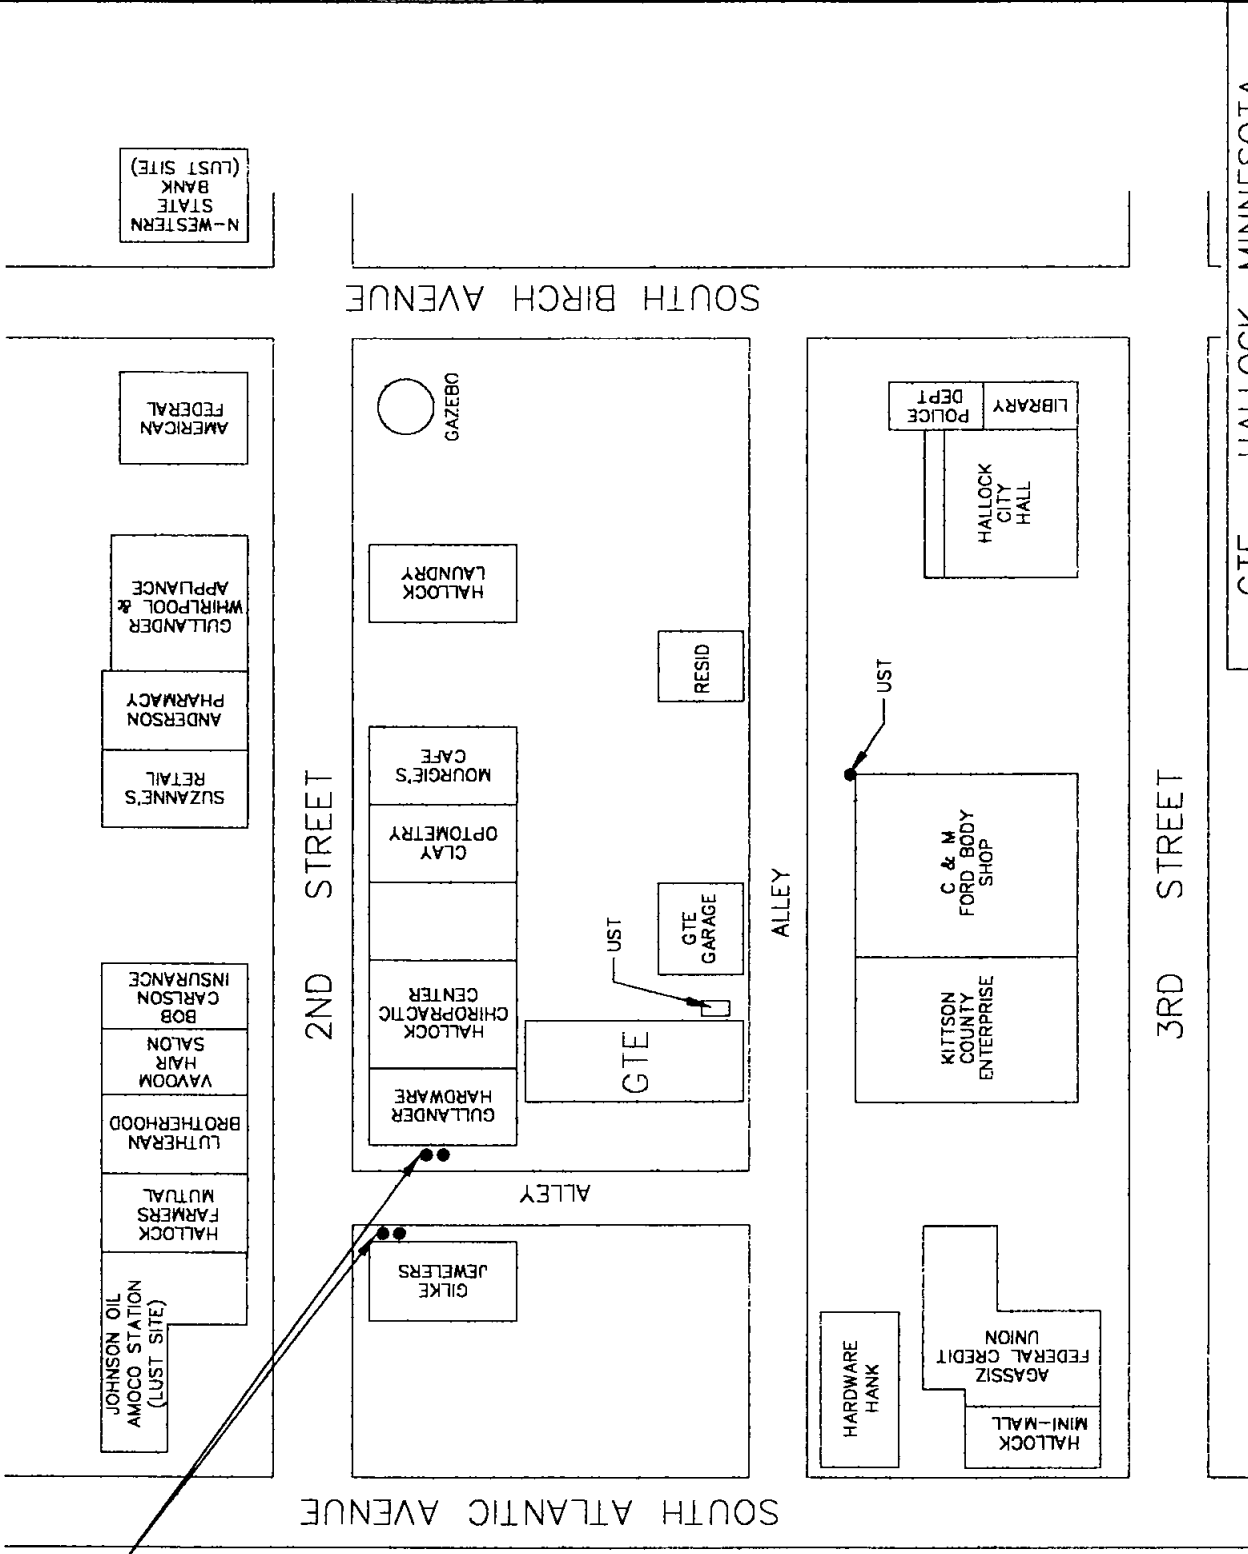 N-WESTERN
STATE
BANK
(LUST SITE)
SOUTH BIRCH AVENUE
AMERICAN
FEDERAL
GAZEBO
POLICE
DEPT
LIBRARY
HALLOCK
CITY
HALL
GULLANDER
WHIRLPOOL &
APPLIANCE
HALLOCK
LAUNDRY
RESID
UST
ANDERSON
PHARMACY
SUZANNE'S
RETAIL
2ND STREET
MOURGIE'S
CAFE
CLAY
OPTOMETRY
C & M
FORD BODY
SHOP
3RD STREET
ALLEY
GTE
GARAGE
UST
BOB
CARLSON
INSURANCE
VAVOOM
HAIR
SALON
LUTHERAN
BROTHERHOOD
HALLOCK
FARMERS
MUTUAL
JOHNSON OIL
AMOCO STATION
(LUST SITE)
HALLOCK
CHIROPRACTIC
CENTER
GULLANDER
HARDWARE
GTE
KITTSON
COUNTY
ENTERPRISE
ALLEY
GILKE
JEWELERS
HARDWARE
HANK
AGASSIZ
FEDERAL CREDIT
UNION
HALLOCK
MINI-MALL
SOUTH ATLANTIC AVENUE
GTE HALLOCK MINNESOTA